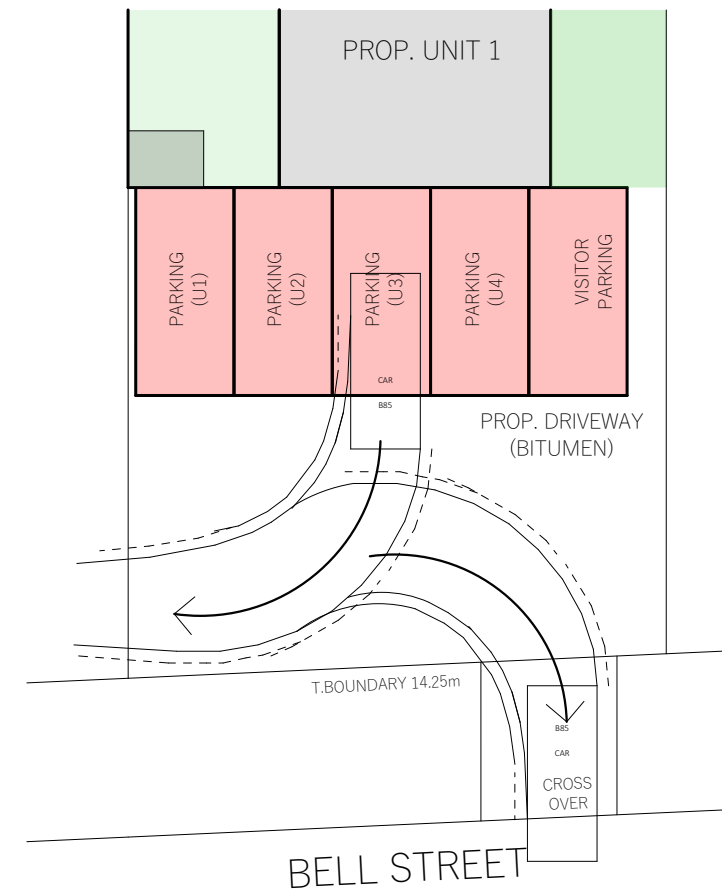 PROP. UNIT 1
PARKING
(U1)
PARKING
(U2)
PARKING
(U3)
PARKING
(U4)
VISITOR
PARKING
CAR
B85
PROP. DRIVEWAY
(BITUMEN)
T.BOUNDARY 14.25m
B85
CAR
CROSS
OVER
BELL STREET